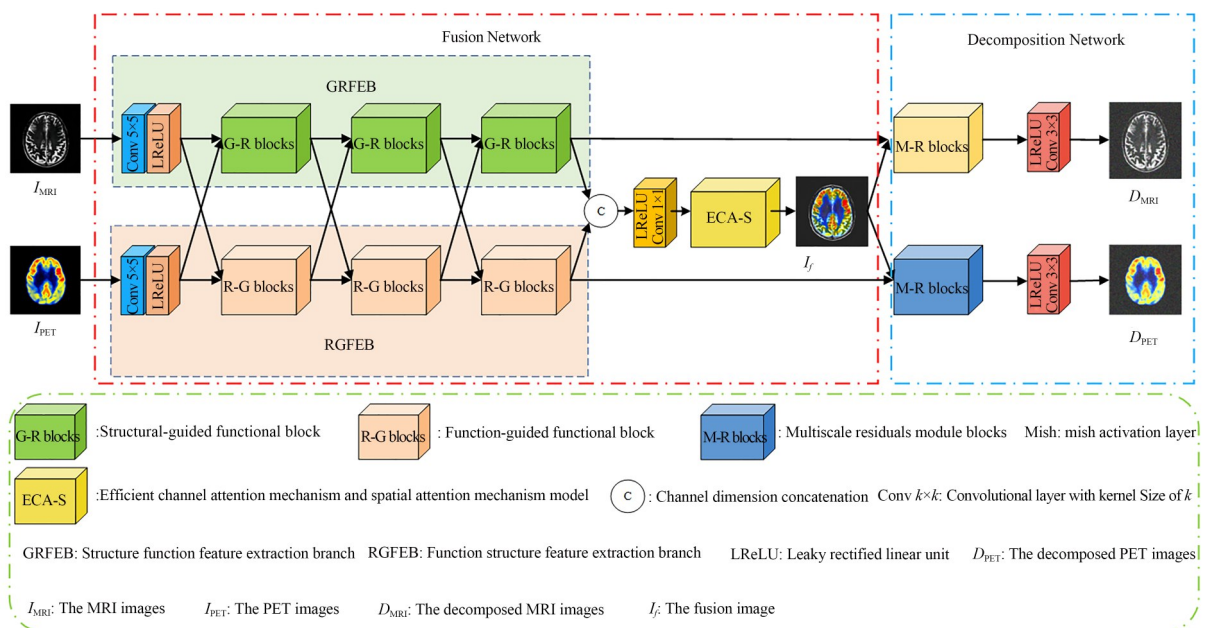 Fusion Network
Decomposition Network
GRFEB
Conv 5×5
LReLU
G-R blocks
G-R blocks
G-R blocks
M-R blocks
LReLU
Conv 3×3
I_MRI
D_MRI
C
LReLU
Conv 1×1
ECA-S
I_f
Conv 5×5
LReLU
R-G blocks
R-G blocks
R-G blocks
M-R blocks
LReLU
Conv 3×3
I_PET
D_PET
RGFEB
G-R blocks :Structural-guided functional block
R-G blocks : Function-guided functional block
M-R blocks : Multiscale residuals module blocks
Mish: mish activation layer
ECA-S :Efficient channel attention mechanism and spatial attention mechanism model
C : Channel dimension concatenation
Conv k×k: Convolutional layer with kernel Size of k
GRFEB: Structure function feature extraction branch
RGFEB: Function structure feature extraction branch
LReLU: Leaky rectified linear unit
D_PET: The decomposed PET images
I_MRI: The MRI images
I_PET: The PET images
D_MRI: The decomposed MRI images
I_f: The fusion image